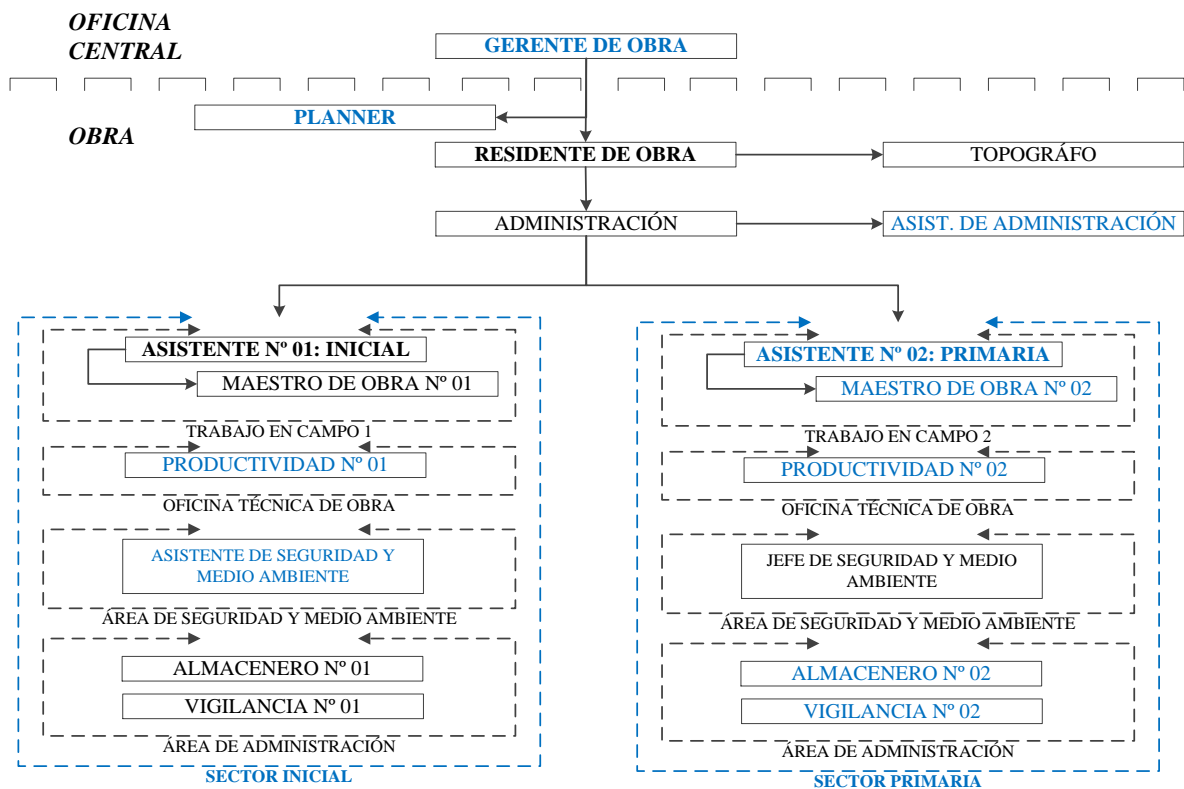 OFICINA
CENTRAL
GERENTE DE OBRA
PLANNER
OBRA
RESIDENTE DE OBRA
TOPOGRÁFO
ADMINISTRACIÓN
ASIST. DE ADMINISTRACIÓN
ASISTENTE Nº 01: INICIAL
MAESTRO DE OBRA Nº 01
TRABAJO EN CAMPO 1
PRODUCTIVIDAD Nº 01
OFICINA TÉCNICA DE OBRA
ASISTENTE DE SEGURIDAD Y
MEDIO AMBIENTE
ÁREA DE SEGURIDAD Y MEDIO AMBIENTE
ALMACENERO Nº 01
VIGILANCIA Nº 01
ÁREA DE ADMINISTRACIÓN
SECTOR INICIAL
ASISTENTE Nº 02: PRIMARIA
MAESTRO DE OBRA Nº 02
TRABAJO EN CAMPO 2
PRODUCTIVIDAD Nº 02
OFICINA TÉCNICA DE OBRA
JEFE DE SEGURIDAD Y MEDIO
AMBIENTE
ÁREA DE SEGURIDAD Y MEDIO AMBIENTE
ALMACENERO Nº 02
VIGILANCIA Nº 02
ÁREA DE ADMINISTRACIÓN
SECTOR PRIMARIA